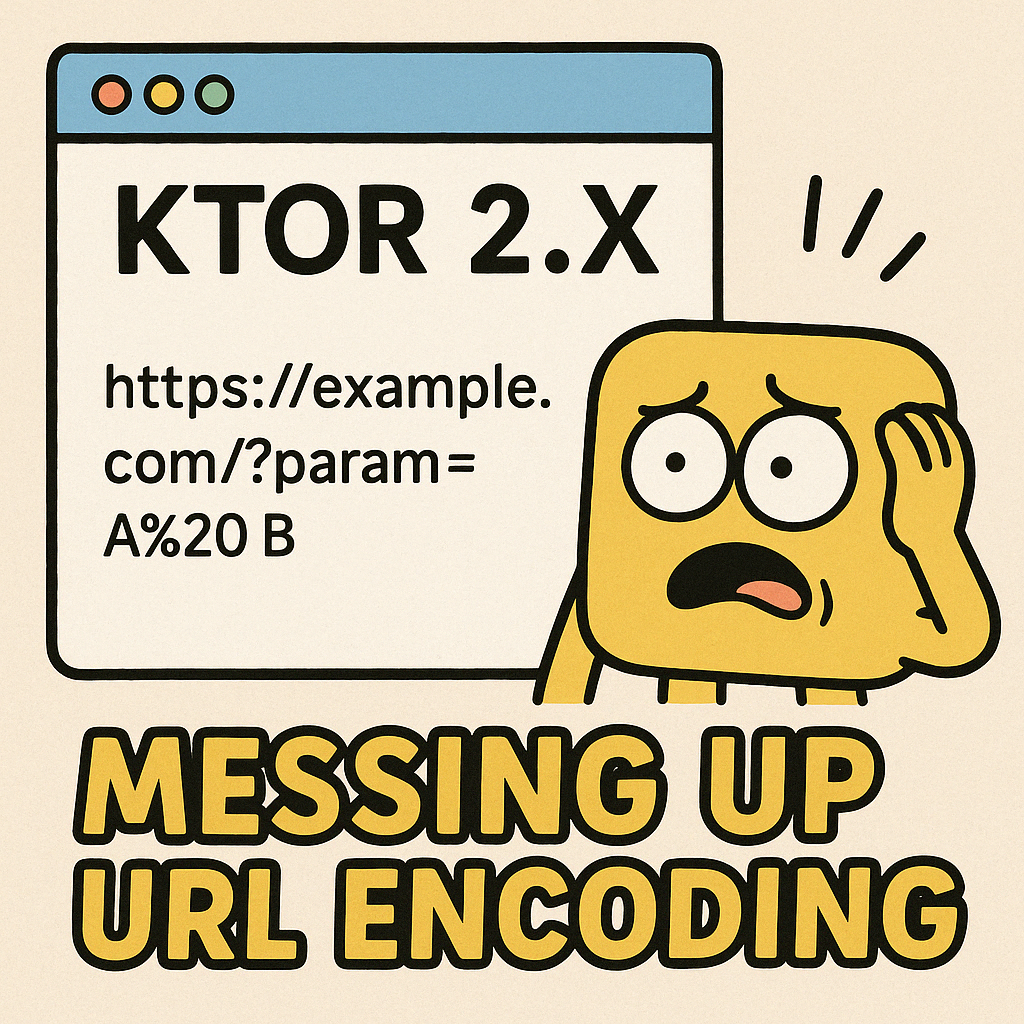 KTOR 2.X
https://example.
com/?param=
A%20 B
MESSING UP
URL ENCODING